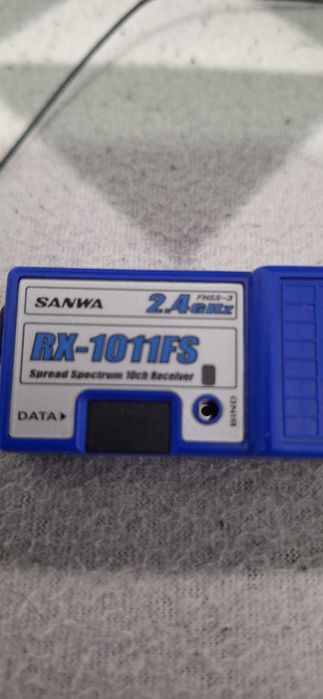 SANWA
FHSS-3
2.4GHz
RX-1011FS
Spread Spectrum 10ch Receiver
DATA▶
BIND